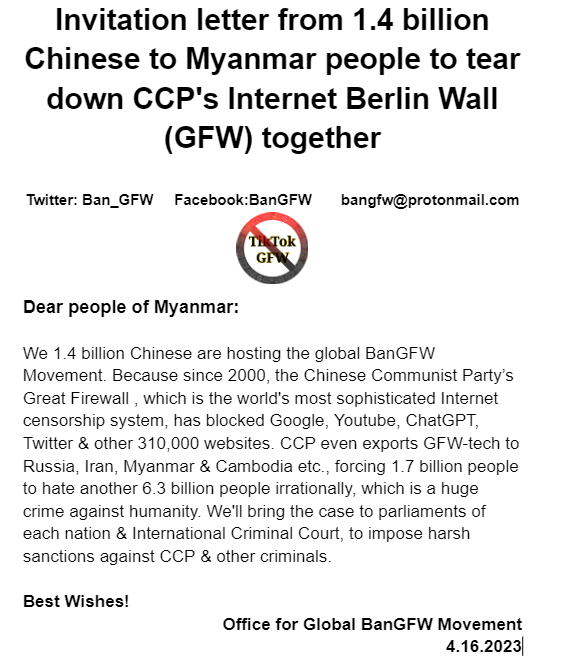 Invitation letter from 1.4 billion
Chinese to Myanmar people to tear
down CCP's Internet Berlin Wall
(GFW) together
Twitter: Ban_GFW Facebook:BanGFW bangfw@protonmail.com
TikTok
GFW
Dear people of Myanmar:
We 1.4 billion Chinese are hosting the global BanGFW
Movement. Because since 2000, the Chinese Communist Party’s
Great Firewall , which is the world's most sophisticated Internet
censorship system, has blocked Google, Youtube, ChatGPT,
Twitter & other 310,000 websites. CCP even exports GFW-tech to
Russia, Iran, Myanmar & Cambodia etc., forcing 1.7 billion people
to hate another 6.3 billion people irrationally, which is a huge
crime against humanity. We'll bring the case to parliaments of
each nation & International Criminal Court, to impose harsh
sanctions against CCP & other criminals.
Best Wishes!
Office for Global BanGFW Movement
4.16.2023